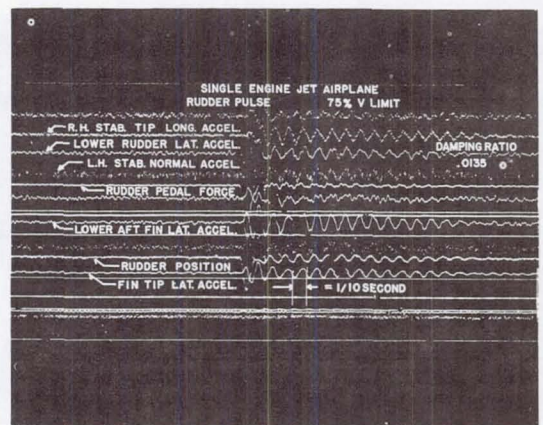 SINGLE ENGINE JET AIRPLANE
RUDDER PULSE 75% V LIMIT
R.H. STAB. TIP LONG. ACCEL.
LOWER RUDDER LAT. ACCEL.
DAMPING RATIO
.0135
L.H. STAB. NORMAL ACCEL.
RUDDER PEDAL FORCE
LOWER AFT FIN LAT. ACCEL.
RUDDER POSITION
FIN TIP LAT. ACCEL.
= 1/10 SECOND